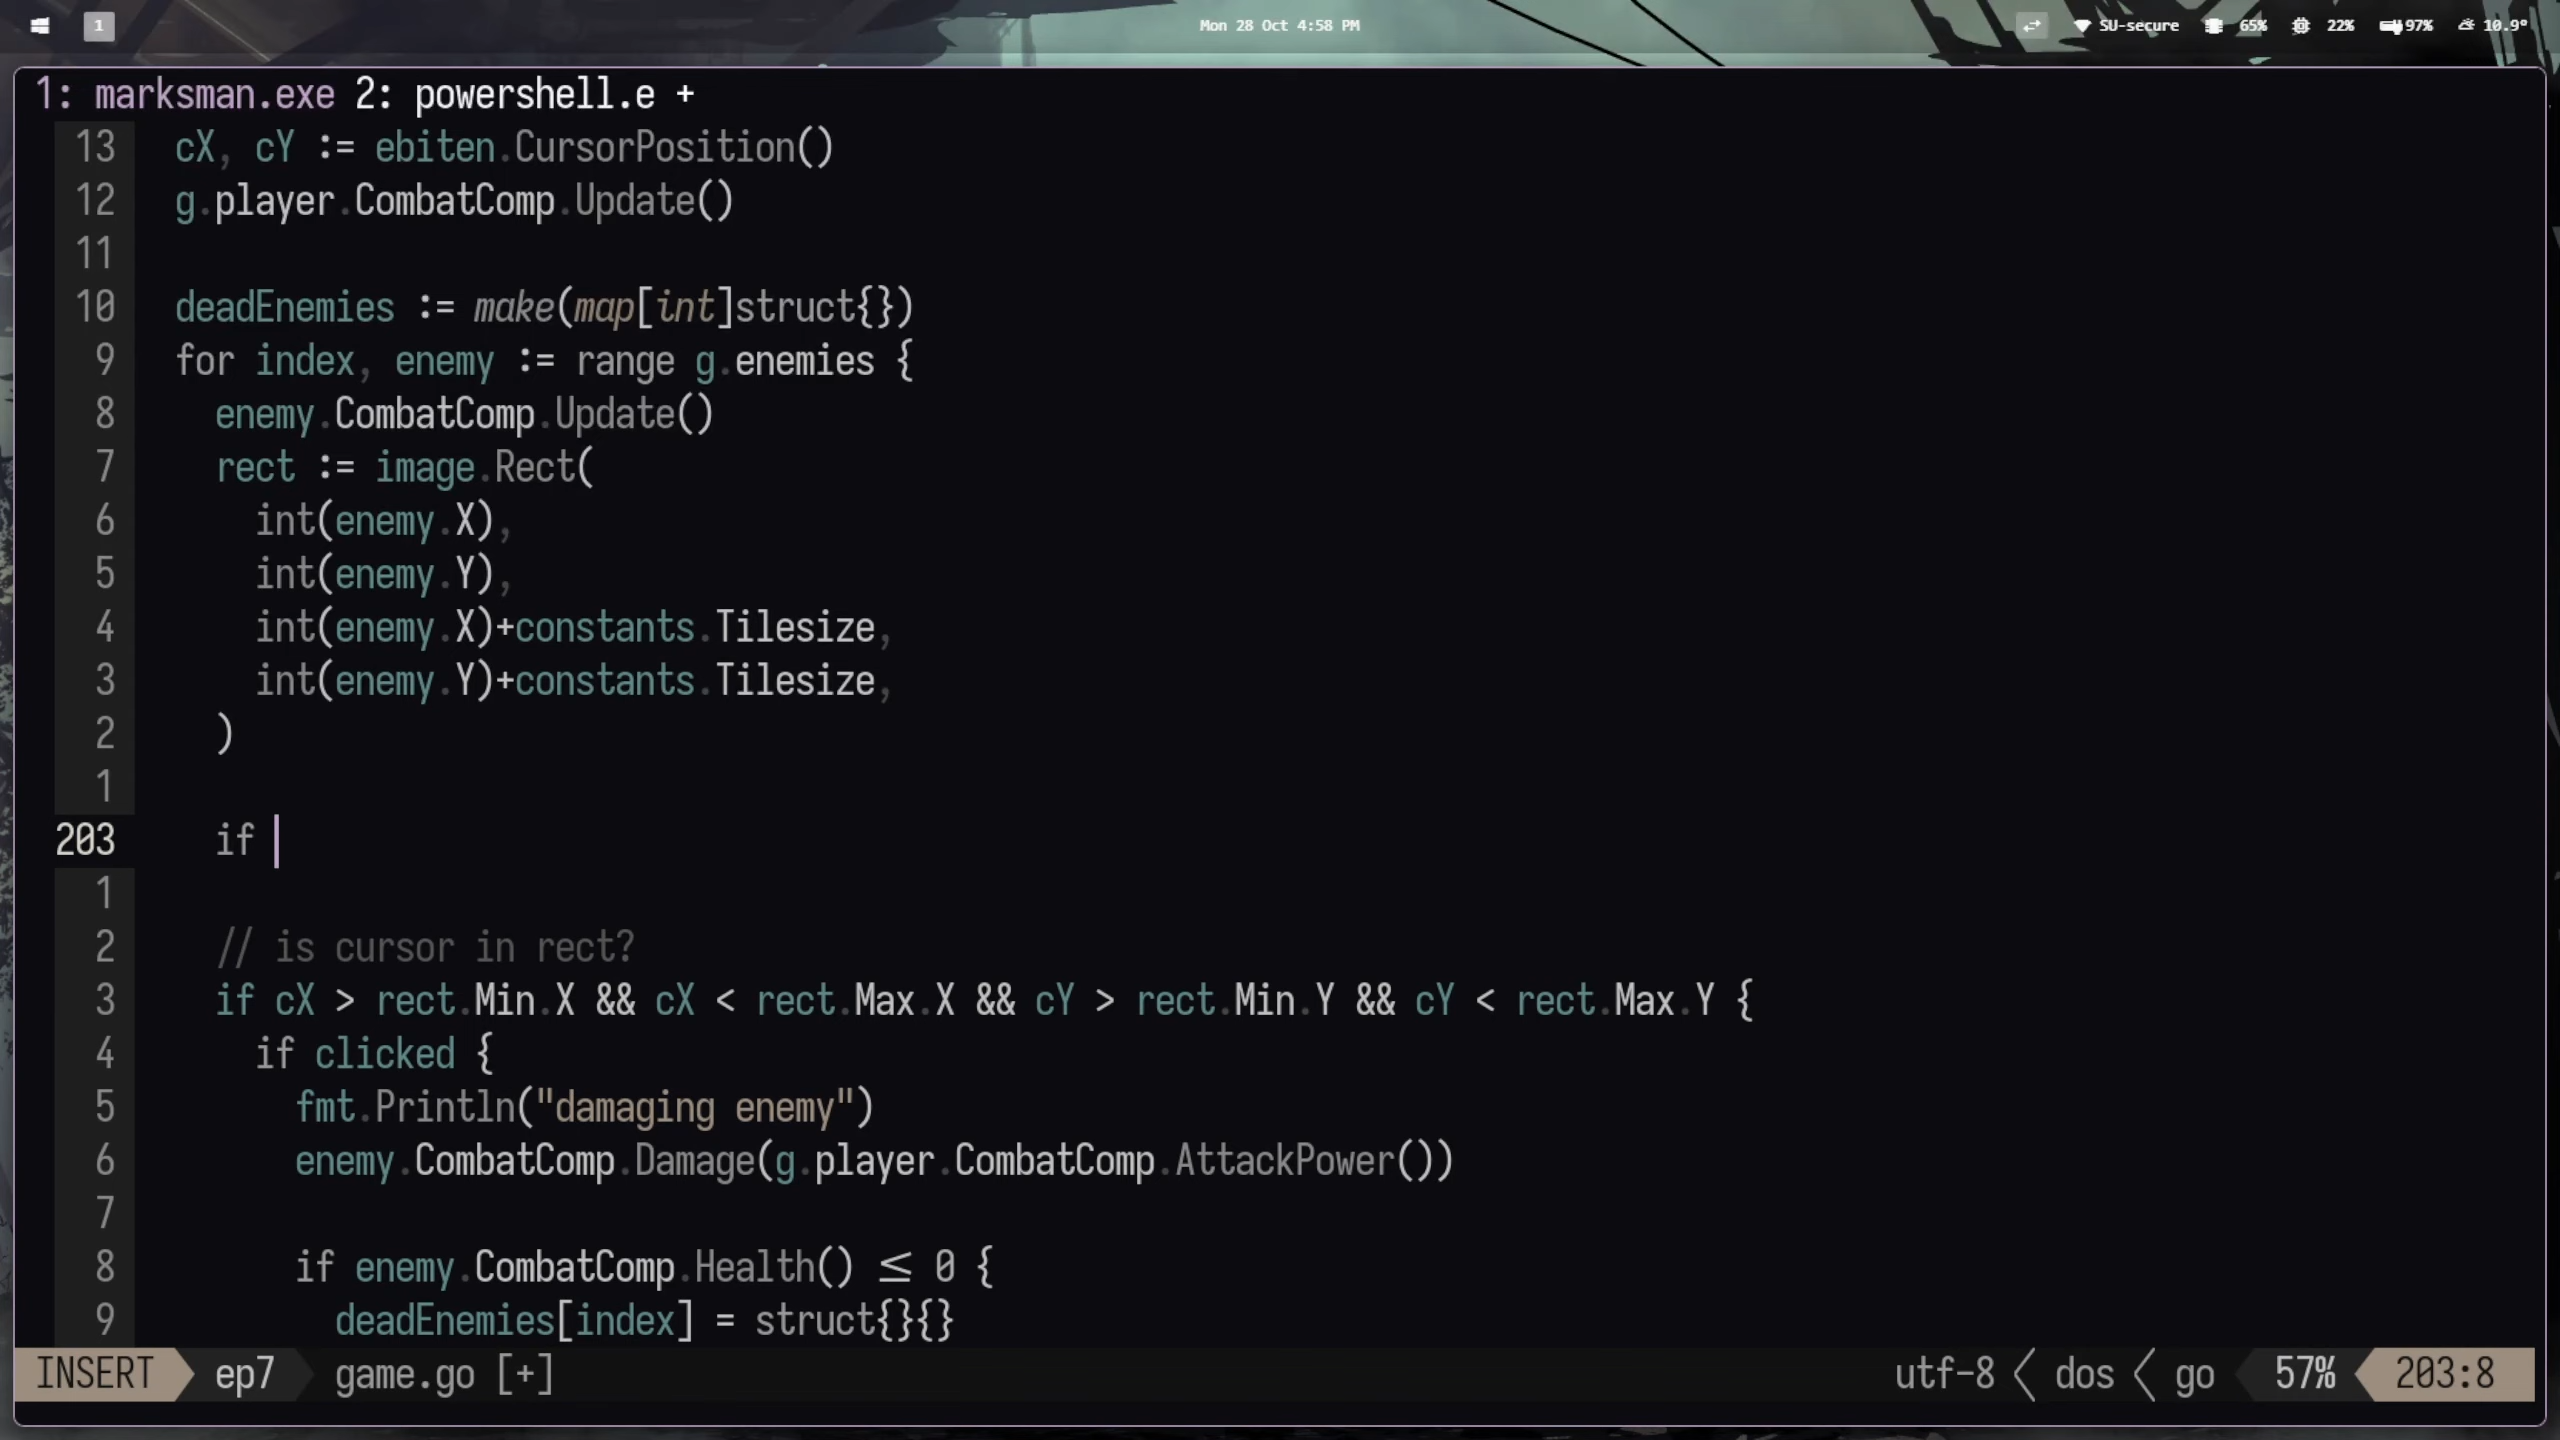 1 Mon 28 Oct 4:58 PM SU-secure 65% 22% 97% 10.9°
1: marksman.exe 2: powershell.e +
13 cX, cY := ebiten.CursorPosition()
12 g.player.CombatComp.Update()
11
10 deadEnemies := make(map[int]struct{})
9 for index, enemy := range g.enemies {
8 enemy.CombatComp.Update()
7 rect := image.Rect(
6 int(enemy.X),
5 int(enemy.Y),
4 int(enemy.X)+constants.Tilesize,
3 int(enemy.Y)+constants.Tilesize,
2 )
1
203 if
1
2 // is cursor in rect?
3 if cX > rect.Min.X && cX < rect.Max.X && cY > rect.Min.Y && cY < rect.Max.Y {
4 if clicked {
5 fmt.Println("damaging enemy")
6 enemy.CombatComp.Damage(g.player.CombatComp.AttackPower())
7
8 if enemy.CombatComp.Health() ≤ 0 {
9 deadEnemies[index] = struct{}{}
INSERT ep7 game.go [+] utf-8 dos go 57% 203:8